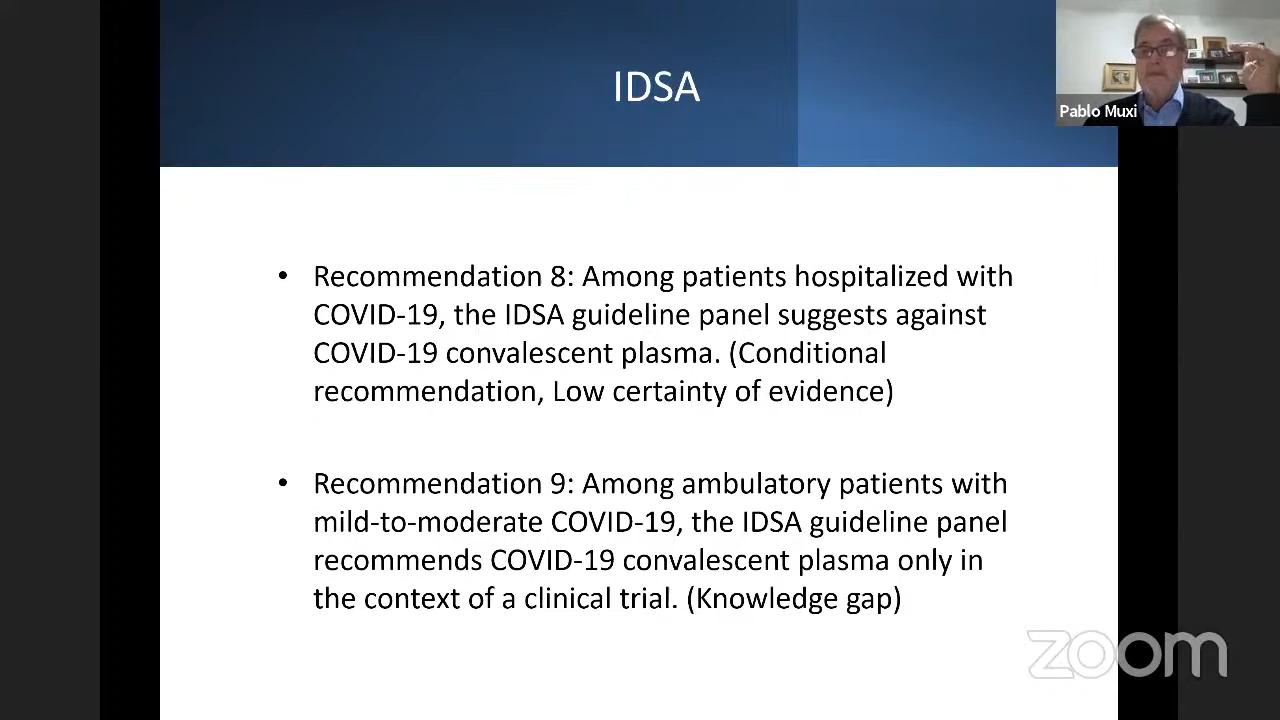 IDSA
Pablo Muxi
• Recommendation 8: Among patients hospitalized with
COVID-19, the IDSA guideline panel suggests against
COVID-19 convalescent plasma. (Conditional
recommendation, Low certainty of evidence)
• Recommendation 9: Among ambulatory patients with
mild-to-moderate COVID-19, the IDSA guideline panel
recommends COVID-19 convalescent plasma only in
the context of a clinical trial. (Knowledge gap)
zoom